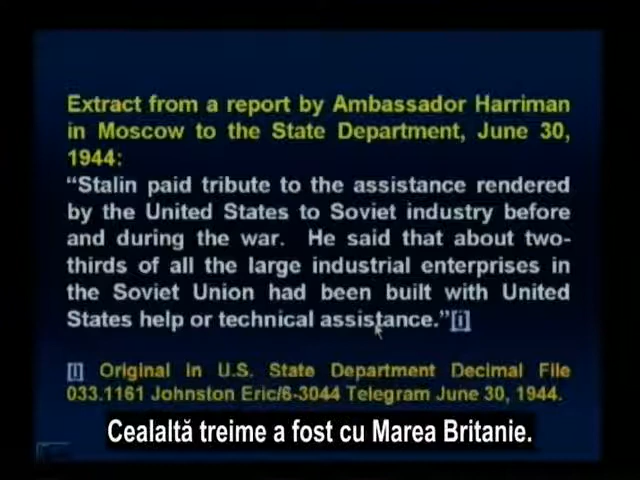 Extract from a report by Ambassador Harriman
in Moscow to the State Department, June 30,
1944:
“Stalin paid tribute to the assistance rendered
by the United States to Soviet industry before
and during the war. He said that about two-
thirds of all the large industrial enterprises in
the Soviet Union had been built with United
States help or technical assistance.”[i]
[i] Original in U.S. State Department Decimal File
033.1161 Johnston Eric/6-3044 Telegram June 30, 1944.
Cealaltă treime a fost cu Marea Britanie.